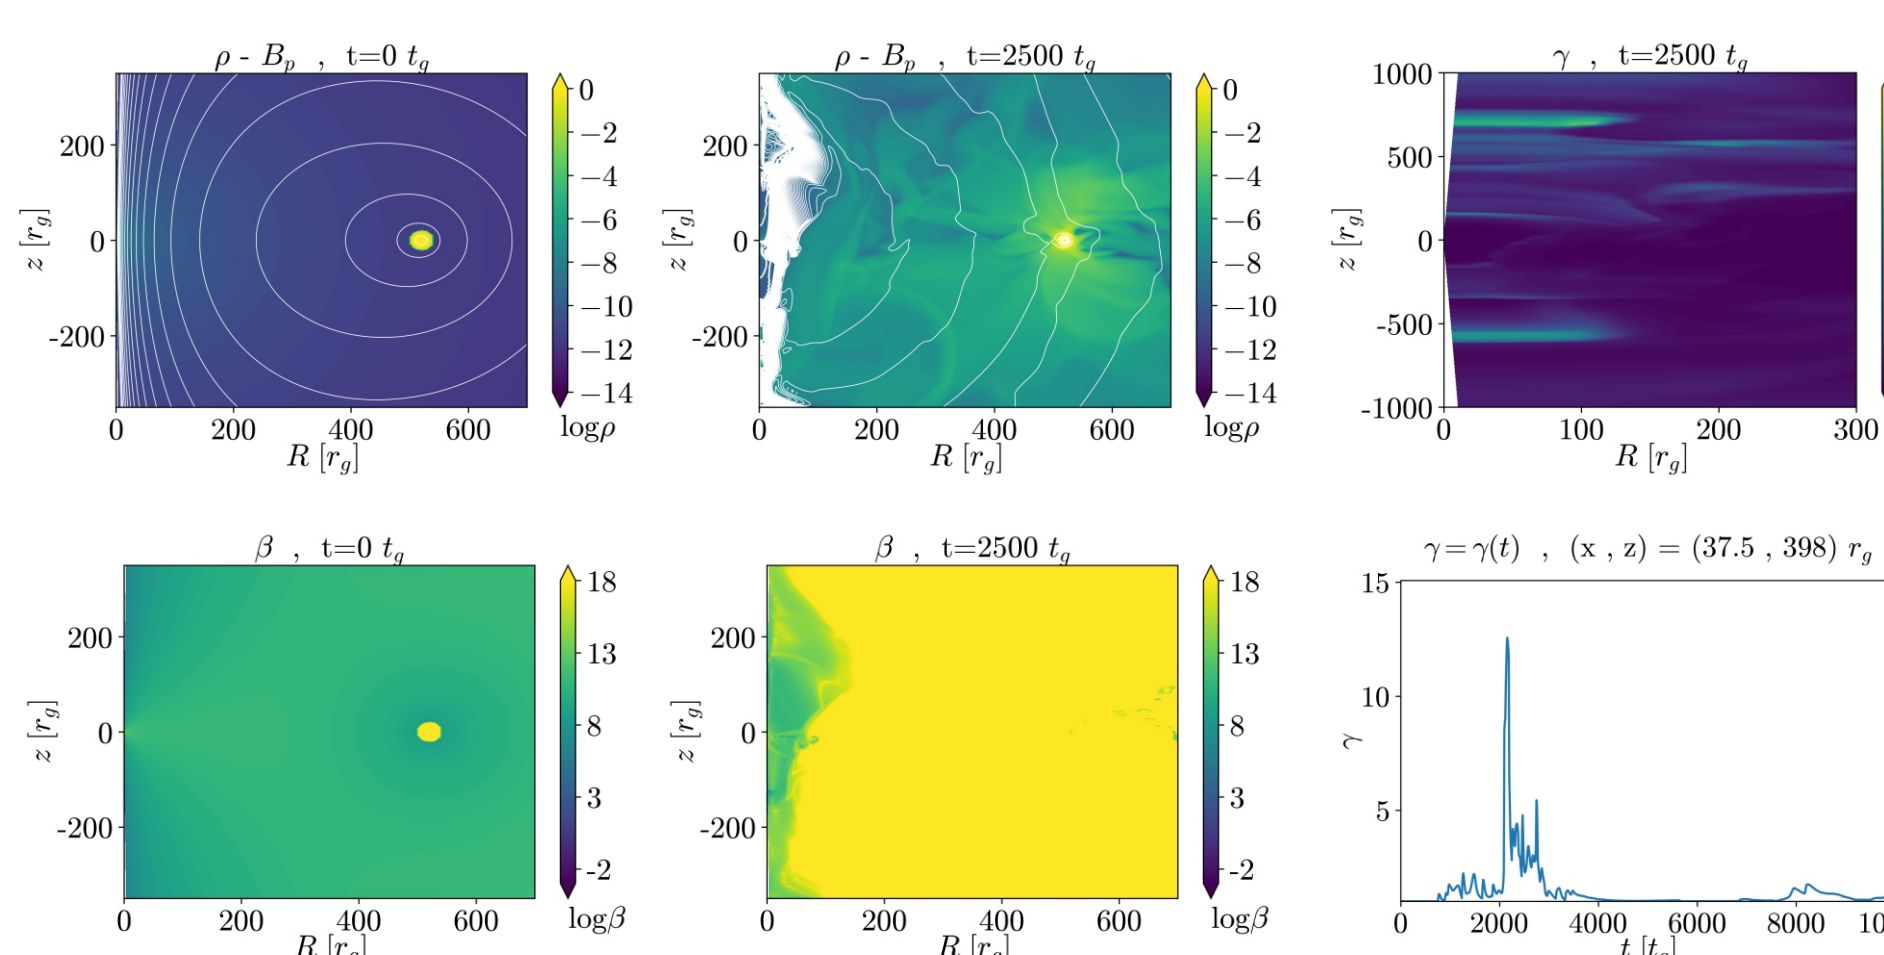 ρ - B_p , t=0 t_g
ρ - B_p , t=2500 t_g
γ , t=2500 t_g
200
0
-200
z [r_g]
0 200 400 600
R [r_g]
0
−2
−4
−6
−8
−10
−12
−14
logρ
200
0
-200
z [r_g]
0 200 400 600
R [r_g]
0
−2
−4
−6
−8
−10
−12
−14
logρ
1000
500
0
-500
-1000
z [r_g]
0 100 200 300
R [r_g]
β , t=0 t_g
β , t=2500 t_g
γ = γ(t) , (x , z) = (37.5 , 398) r_g
200
0
-200
z [r_g]
0 200 400 600
R [r_g]
18
13
8
3
-2
logβ
200
0
-200
z [r_g]
0 200 400 600
R [r_g]
18
13
8
3
-2
logβ
15
10
5
γ
0 2000 4000 6000 8000
t [t_g]